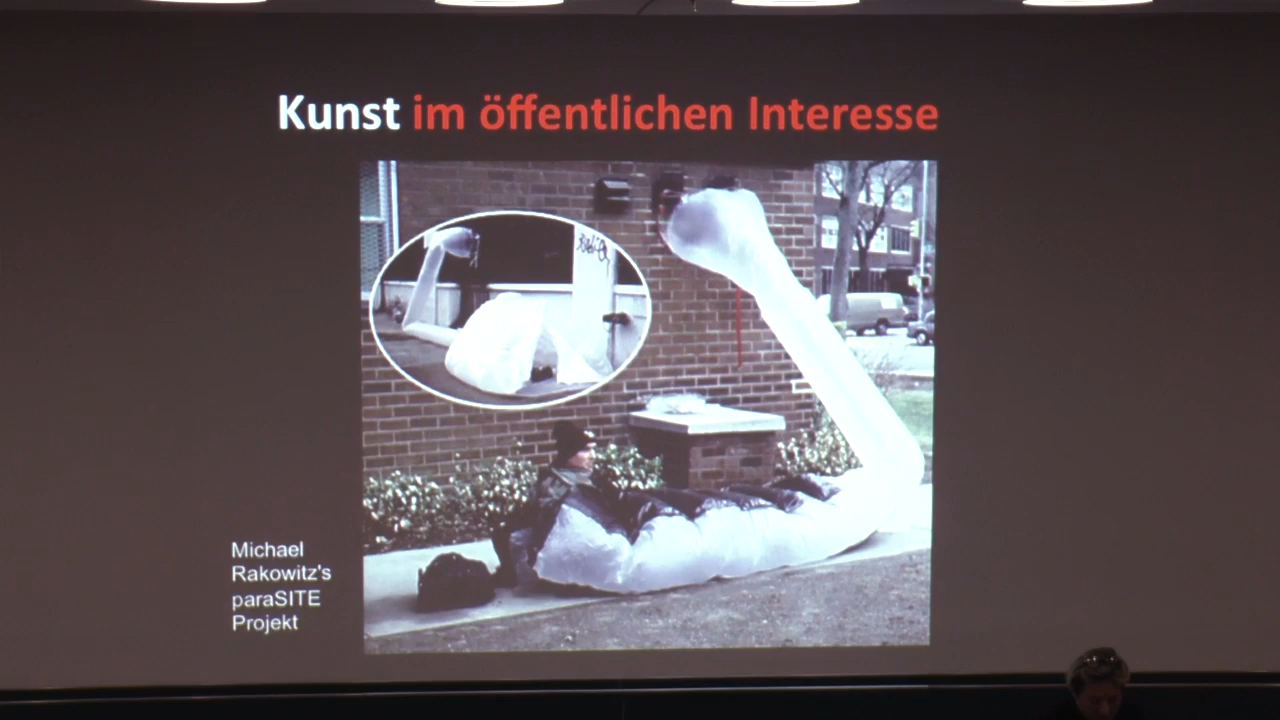 Kunst im öffentlichen Interesse
Michael
Rakowitz's
paraSITE
Projekt